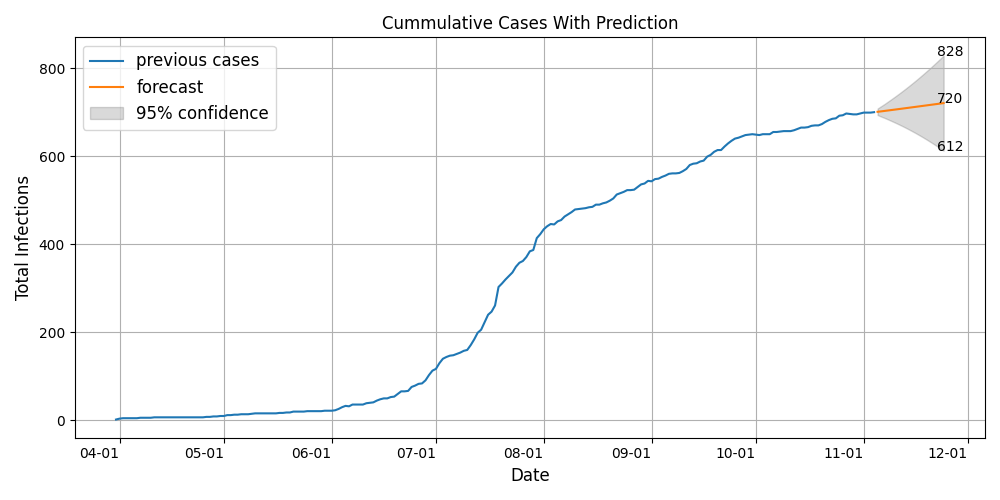 Cummulative Cases With Prediction
previous cases
forecast
95% confidence
828
720
612
Total Infections
800
600
400
200
0
04-01 05-01 06-01 07-01 08-01 09-01 10-01 11-01 12-01
Date